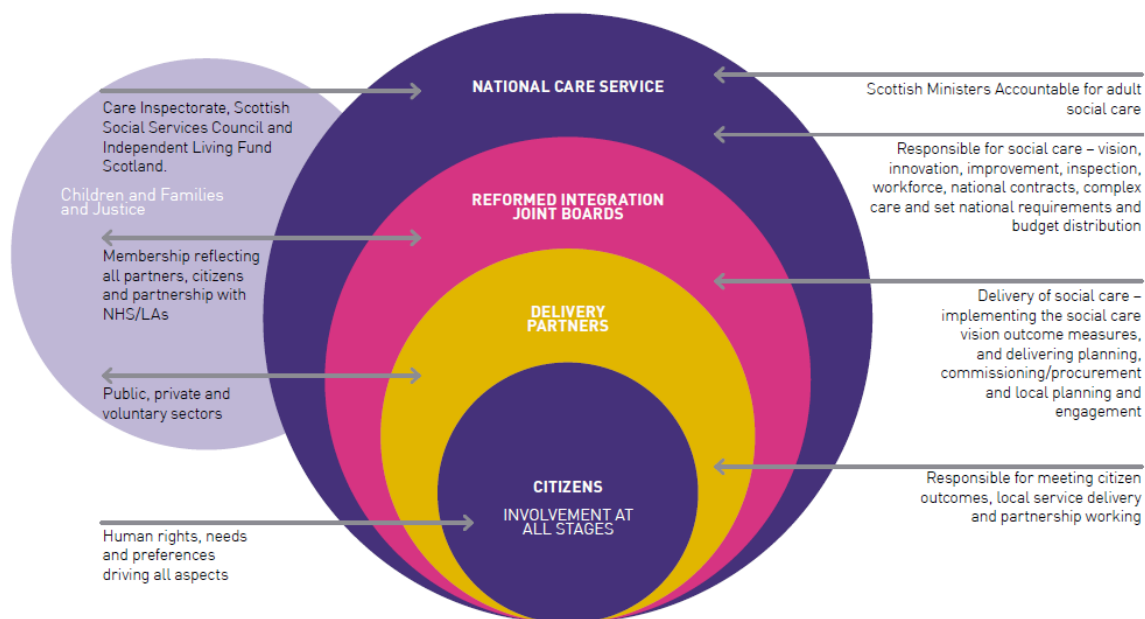 NATIONAL CARE SERVICE
Care Inspectorate, Scottish
Social Services Council and
Independent Living Fund
Scotland.
Scottish Ministers Accountable for adult
social care
Responsible for social care – vision,
innovation, improvement, inspection,
workforce, national contracts, complex
care and set national requirements and
budget distribution
Children and Families
and Justice
REFORMED INTEGRATION
JOINT BOARDS
Membership reflecting
all partners, citizens
and partnership with
NHS/LAs
Delivery of social care –
implementing the social care
vision outcome measures,
and delivering planning,
commissioning/procurement
and local planning and
engagement
DELIVERY
PARTNERS
Public, private and
voluntary sectors
Responsible for meeting citizen
outcomes, local service delivery
and partnership working
CITIZENS
INVOLVEMENT AT
ALL STAGES
Human rights, needs
and preferences
driving all aspects